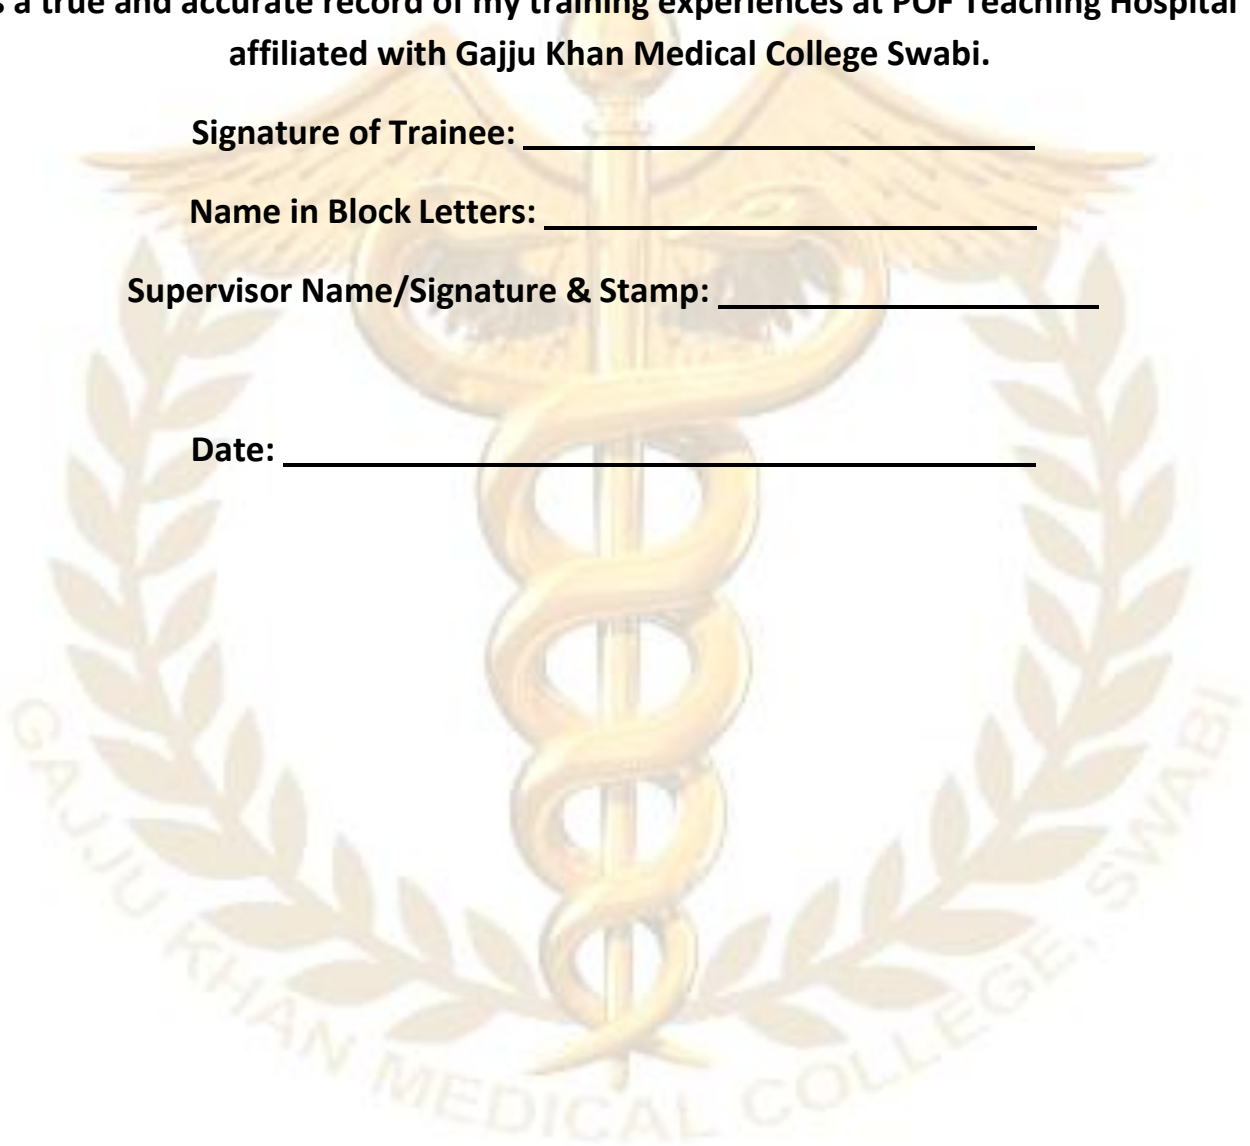 s a true and accurate record of my training experiences at POF Teaching Hospital
affiliated with Gajju Khan Medical College Swabi.
Signature of Trainee:
Name in Block Letters:
Supervisor Name/Signature & Stamp:
Date:
GAJJU KHAN MEDICAL COLLEGE, SWABI